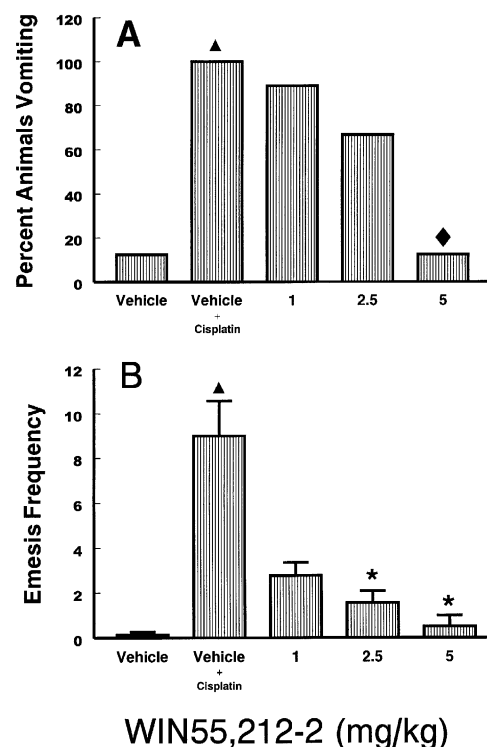 A
Percent Animals Vomiting
120
100
80
60
40
20
0
Vehicle
Vehicle
+
Cisplatin
1
2.5
5
B
Emesis Frequency
12
10
8
6
4
2
0
*
*
Vehicle
Vehicle
+
Cisplatin
1
2.5
5
WIN55,212-2 (mg/kg)